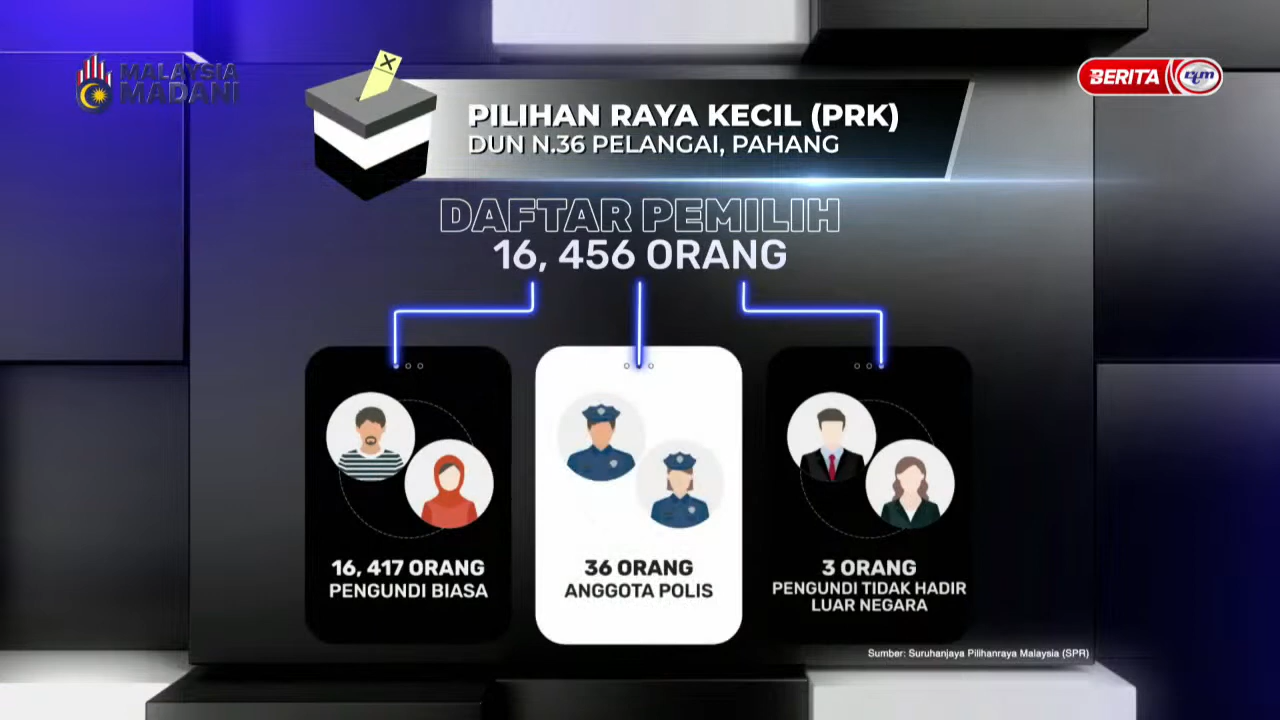 MALAYSIA
MADANI
BERITA rtm
PILIHAN RAYA KECIL (PRK)
DUN N.36 PELANGAI, PAHANG
DAFTAR PEMILIH
16, 456 ORANG
16, 417 ORANG
PENGUNDI BIASA
36 ORANG
ANGGOTA POLIS
3 ORANG
PENGUNDI TIDAK HADIR
LUAR NEGARA
Sumber: Suruhanjaya Pilihanraya Malaysia (SPR)